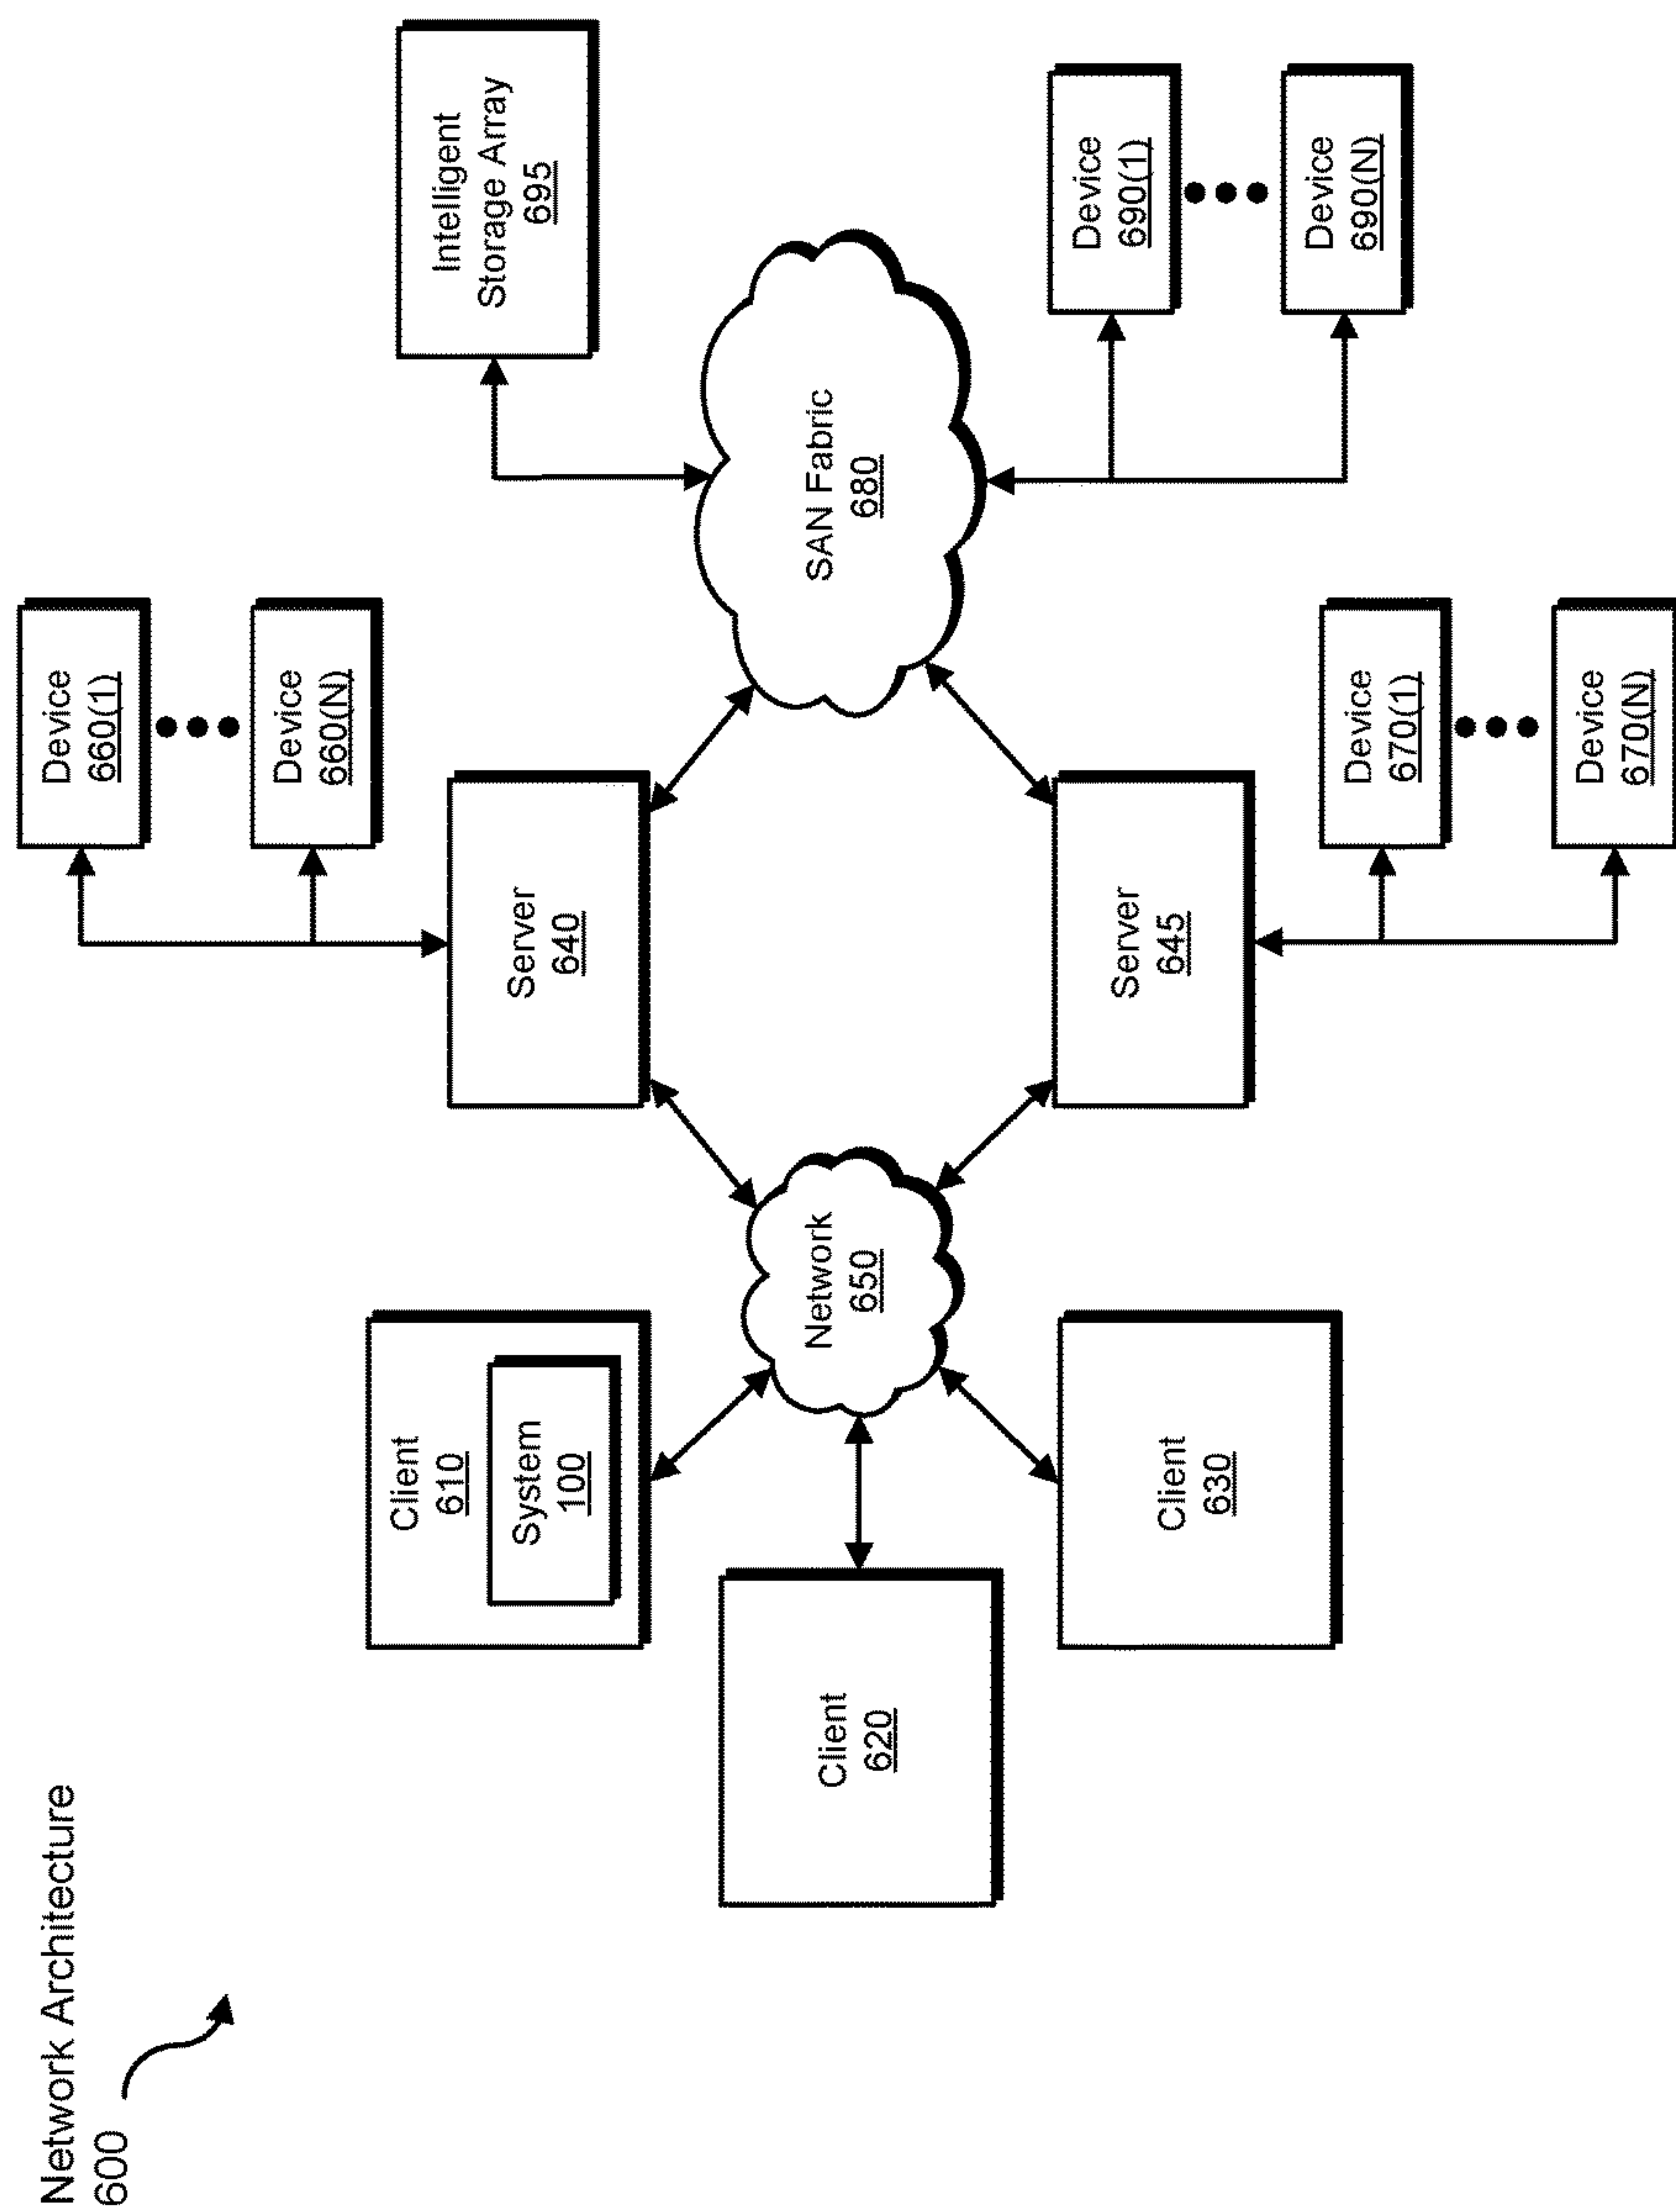 Network Architecture
600
Client
610
System
100
Client
620
Client
630
Network
650
Server
640
Server
645
Device
660(1)
Device
660(N)
Device
670(1)
Device
670(N)
SAN Fabric
680
Intelligent
Storage Array
695
Device
690(1)
Device
690(N)